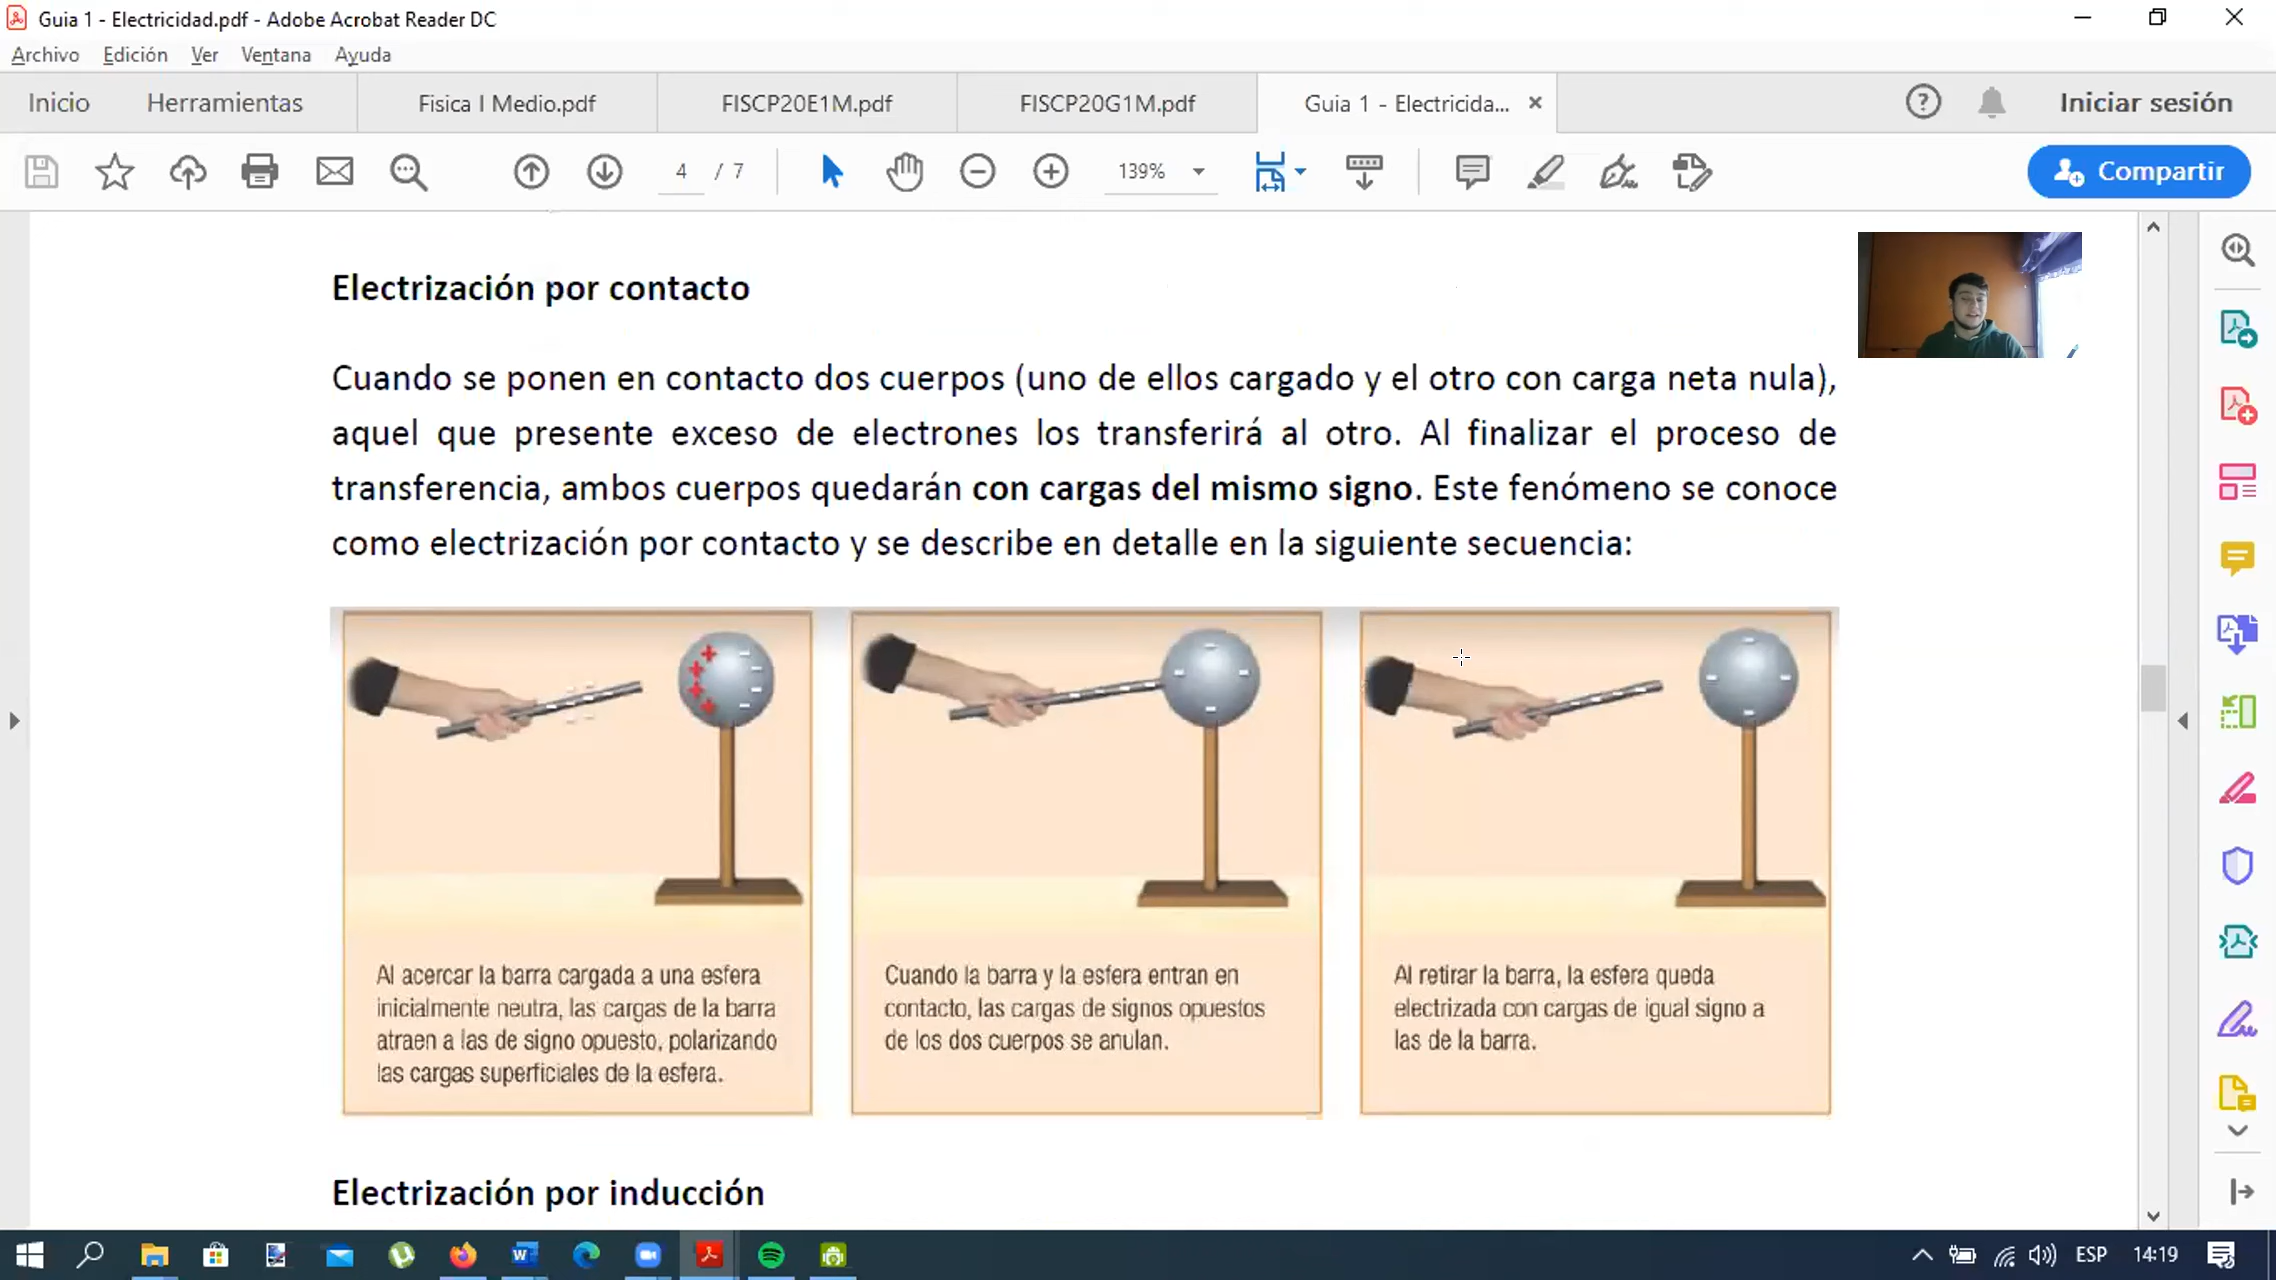 Guia 1 - Electricidad.pdf - Adobe Acrobat Reader DC
Archivo Edición Ver Ventana Ayuda
Inicio Herramientas Fisica I Medio.pdf FISCP20E1M.pdf FISCP20G1M.pdf Guia 1 - Electricida... Iniciar sesión
4 / 7 139% Compartir
Electrización por contacto
Cuando se ponen en contacto dos cuerpos (uno de ellos cargado y el otro con carga neta nula),
aquel que presente exceso de electrones los transferirá al otro. Al finalizar el proceso de
transferencia, ambos cuerpos quedarán con cargas del mismo signo. Este fenómeno se conoce
como electrización por contacto y se describe en detalle en la siguiente secuencia:
Al acercar la barra cargada a una esfera
inicialmente neutra, las cargas de la barra
atraen a las de signo opuesto, polarizando
las cargas superficiales de la esfera.
Cuando la barra y la esfera entran en
contacto, las cargas de signos opuestos
de los dos cuerpos se anulan.
Al retirar la barra, la esfera queda
electrizada con cargas de igual signo a
las de la barra.
Electrización por inducción
ESP 14:19